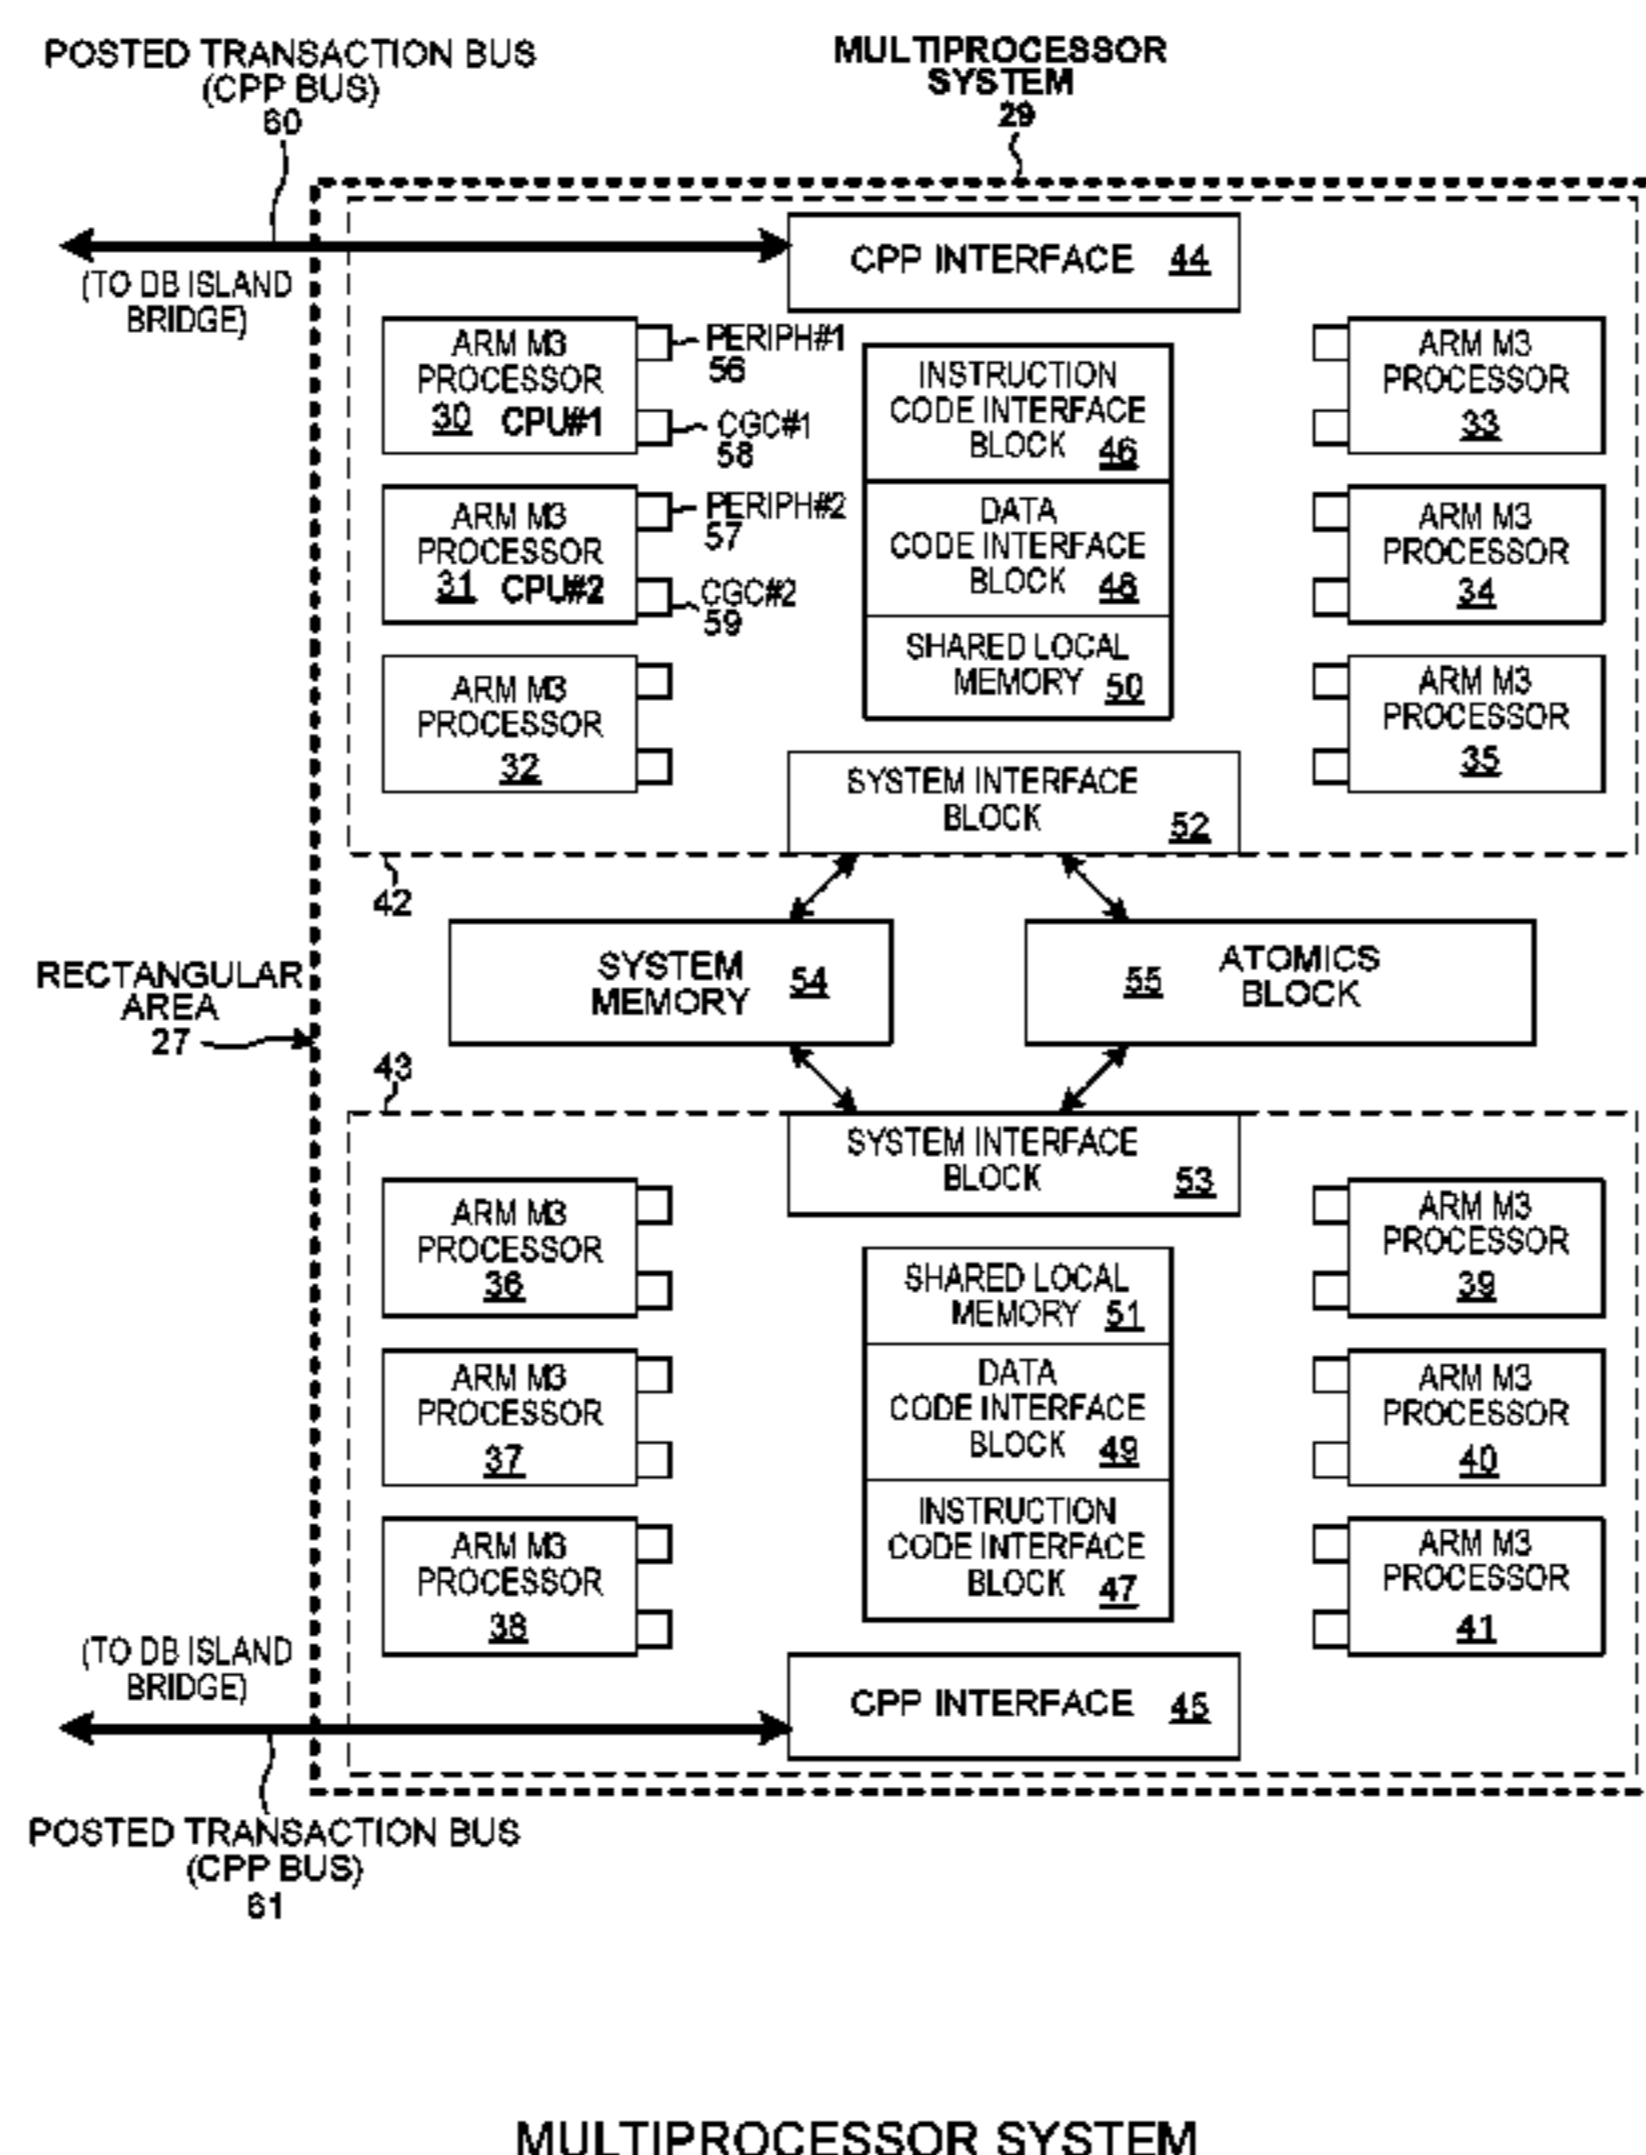 POSTED TRANSACTION BUS
(CPP BUS)
60
MULTIPROCESSOR
SYSTEM
29
(TO DB ISLAND
BRIDGE)
CPP INTERFACE 44
ARM M3
PROCESSOR
30 CPU#1
PERIPH#1
56
CGC#1
58
ARM M3
PROCESSOR
31 CPU#2
PERIPH#2
57
CGC#2
59
ARM M3
PROCESSOR
32
INSTRUCTION
CODE INTERFACE
BLOCK 46
DATA
CODE INTERFACE
BLOCK 48
SHARED LOCAL
MEMORY 50
ARM M3
PROCESSOR
33
ARM M3
PROCESSOR
34
ARM M3
PROCESSOR
35
SYSTEM INTERFACE
BLOCK 52
42
SYSTEM
MEMORY 54
55 ATOMICS
BLOCK
RECTANGULAR
AREA
27
43
SYSTEM INTERFACE
BLOCK 53
ARM M3
PROCESSOR
36
ARM M3
PROCESSOR
37
ARM M3
PROCESSOR
38
SHARED LOCAL
MEMORY 51
DATA
CODE INTERFACE
BLOCK 49
INSTRUCTION
CODE INTERFACE
BLOCK 47
ARM M3
PROCESSOR
39
ARM M3
PROCESSOR
40
ARM M3
PROCESSOR
41
(TO DB ISLAND
BRIDGE)
CPP INTERFACE 45
POSTED TRANSACTION BUS
(CPP BUS)
61
MULTIPROCESSOR SYSTEM